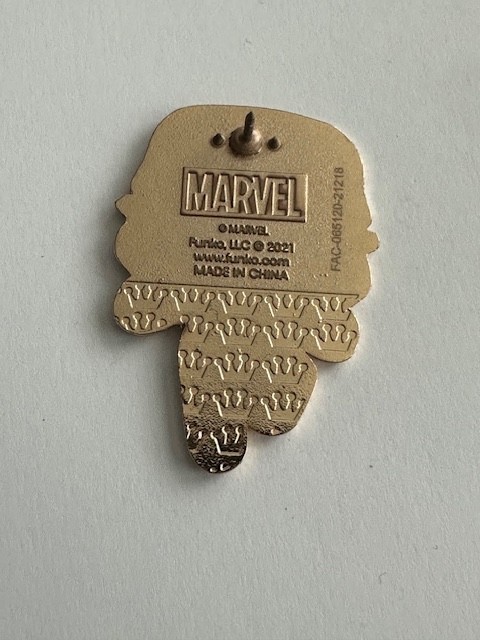 MARVEL
© MARVEL
Funko, LLC © 2021
www.funko.com
MADE IN CHINA
FAC-065120-21218